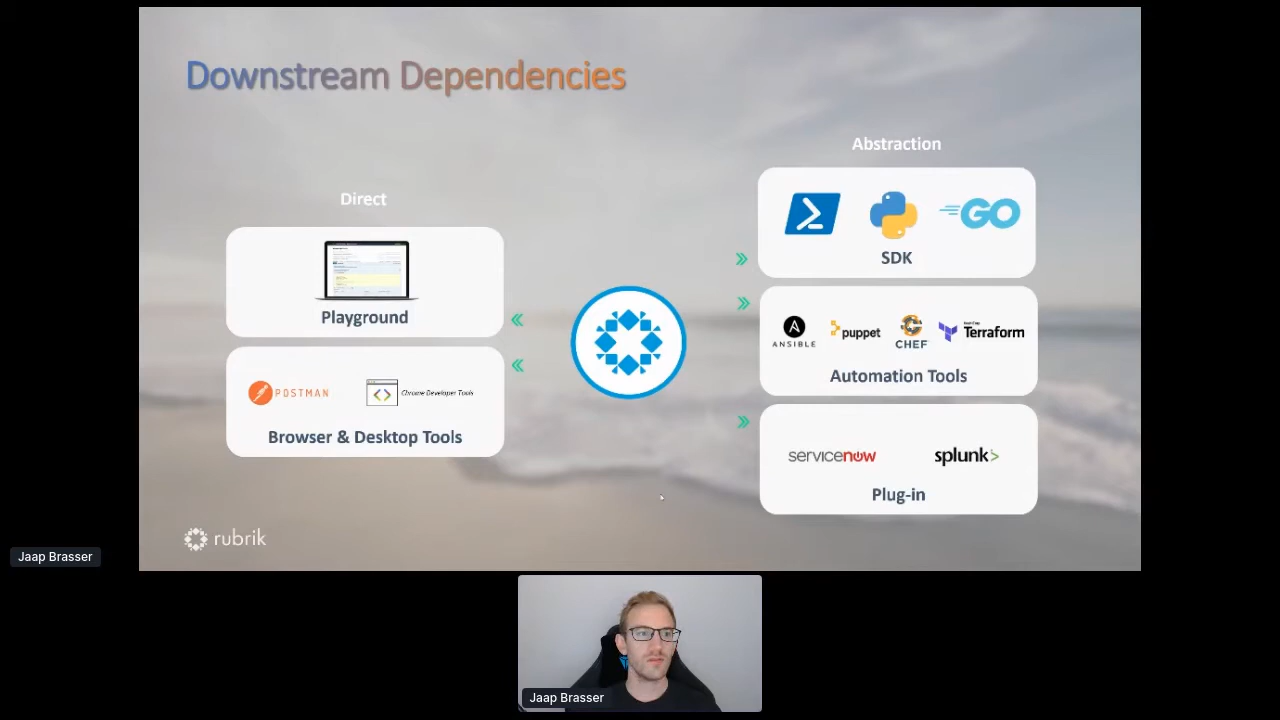 Downstream Dependencies
Direct
Playground
POSTMAN
Chrome Developer Tools
Browser & Desktop Tools
Abstraction
GO
SDK
ANSIBLE
puppet
CHEF
Terraform
Automation Tools
servicenow
splunk>
Plug-in
rubrik
Jaap Brasser
Jaap Brasser